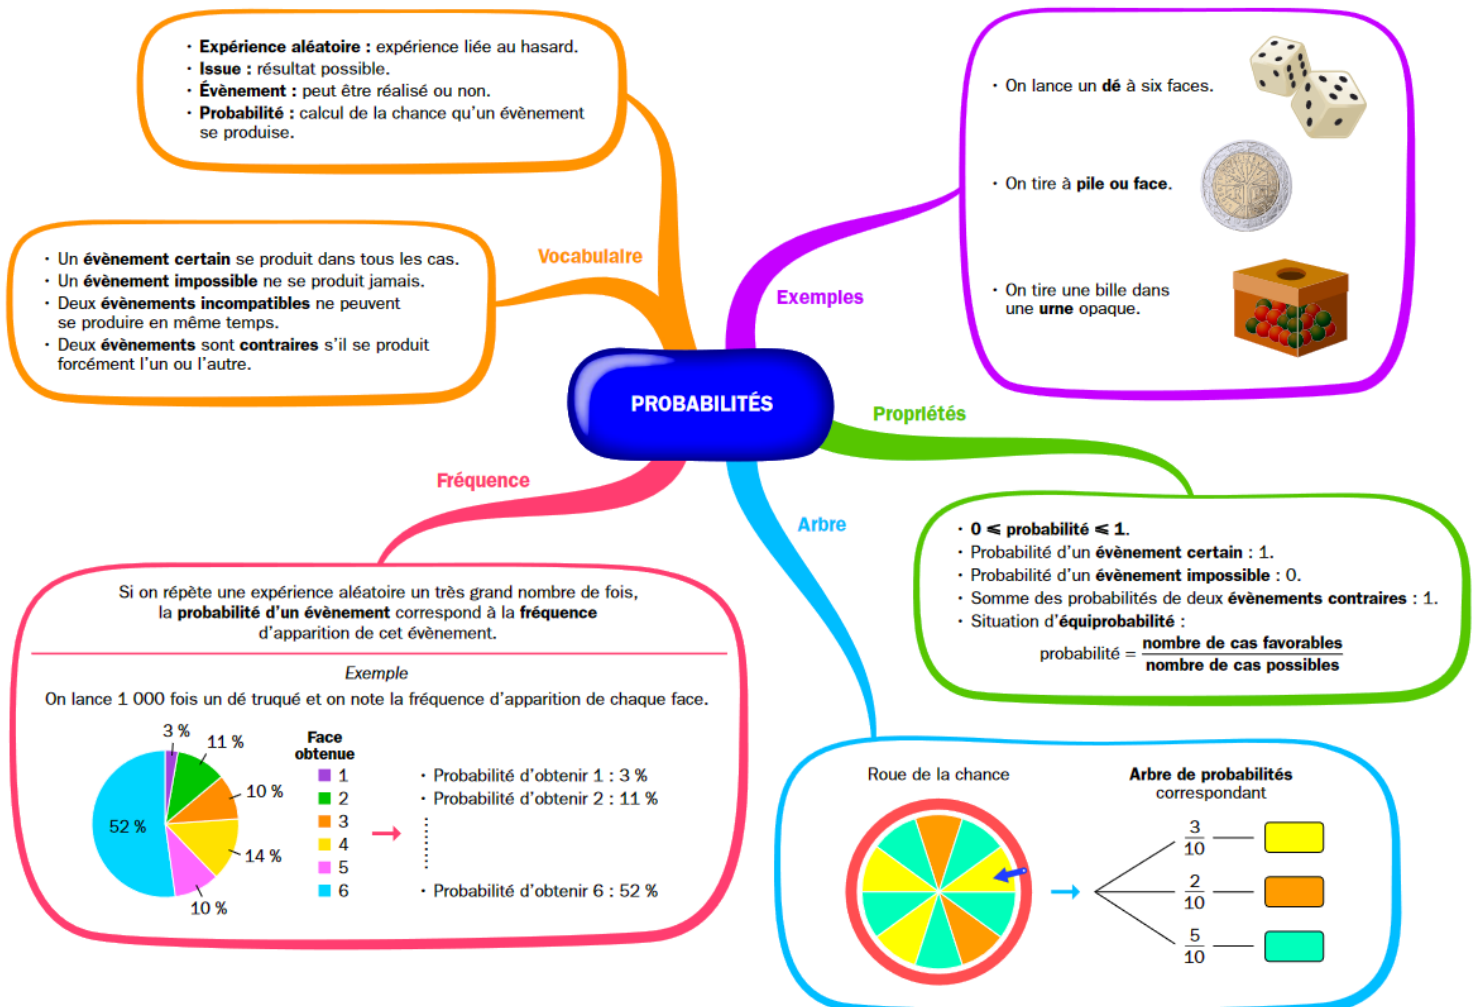 · Expérience aléatoire : expérience liée au hasard.
· Issue : résultat possible.
· Évènement : peut être réalisé ou non.
· Probabilité : calcul de la chance qu'un évènement
se produise.
· Un évènement certain se produit dans tous les cas.
· Un évènement impossible ne se produit jamais.
· Deux évènements incompatibles ne peuvent
se produire en même temps.
· Deux évènements sont contraires s'il se produit
forcément l'un ou l'autre.
Vocabulaire
· On lance un dé à six faces.
· On tire à pile ou face.
· On tire une bille dans
une urne opaque.
Exemples
PROBABILITÉS
Propriétés
· 0 ⩽ probabilité ⩽ 1.
· Probabilité d'un évènement certain : 1.
· Probabilité d'un évènement impossible : 0.
· Somme des probabilités de deux évènements contraires : 1.
· Situation d'équiprobabilité :
probabilité = nombre de cas favorables
nombre de cas possibles
Fréquence
Si on répète une expérience aléatoire un très grand nombre de fois,
la probabilité d'un évènement correspond à la fréquence
d'apparition de cet évènement.
Exemple
On lance 1 000 fois un dé truqué et on note la fréquence d'apparition de chaque face.
3 %
11 %
10 %
14 %
10 %
52 %
Face
obtenue
1
2
3
4
5
6
· Probabilité d'obtenir 1 : 3 %
· Probabilité d'obtenir 2 : 11 %
· Probabilité d'obtenir 6 : 52 %
Arbre
Roue de la chance
Arbre de probabilités
correspondant
3
10
2
10
5
10